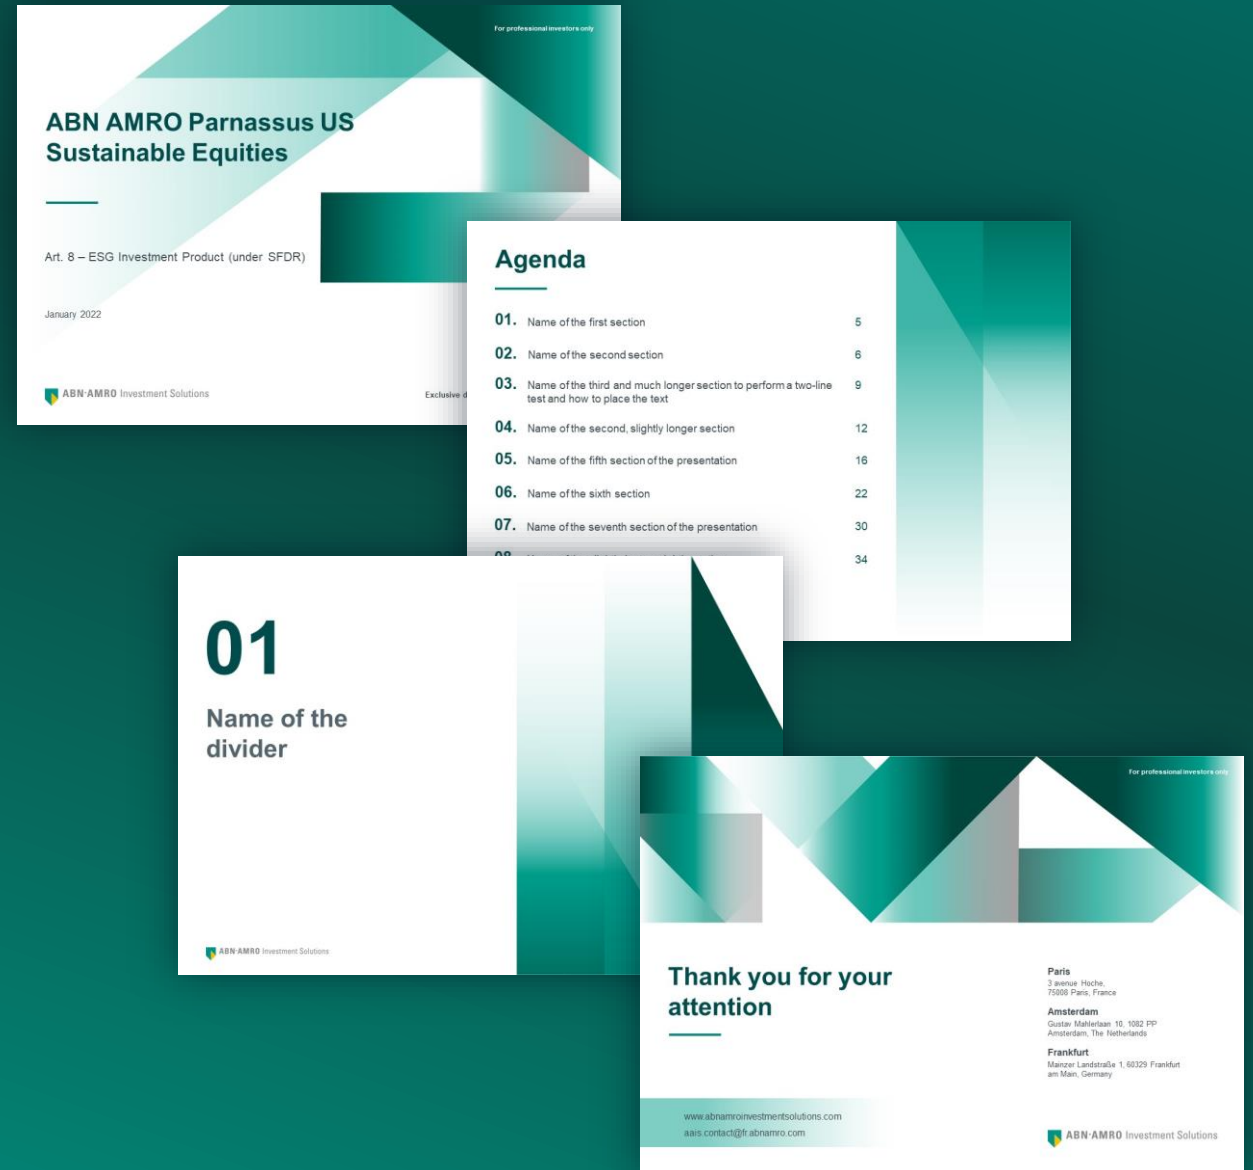 For professional investors only
ABN AMRO Parnassus US
Sustainable Equities
Art. 8 – ESG Investment Product (under SFDR)
January 2022
ABN·AMRO Investment Solutions
Exclusive
Agenda
01. Name of the first section 5
02. Name of the second section 6
03. Name of the third and much longer section to perform a two-line 9
test and how to place the text
04. Name of the second, slightly longer section 12
05. Name of the fifth section of the presentation 16
06. Name of the sixth section 22
07. Name of the seventh section of the presentation 30
34
01
Name of the
divider
ABN·AMRO Investment Solutions
For professional investors only
Thank you for your
attention
Paris
3 avenue Hoche,
75008 Paris, France
Amsterdam
Gustav Mahlerlaan 10, 1082 PP
Amsterdam, The Netherlands
Frankfurt
Mainzer Landstraße 1, 60329 Frankfurt
am Main, Germany
www.abnamroinvestmentsolutions.com
aais.contact@fr.abnamro.com
ABN·AMRO Investment Solutions